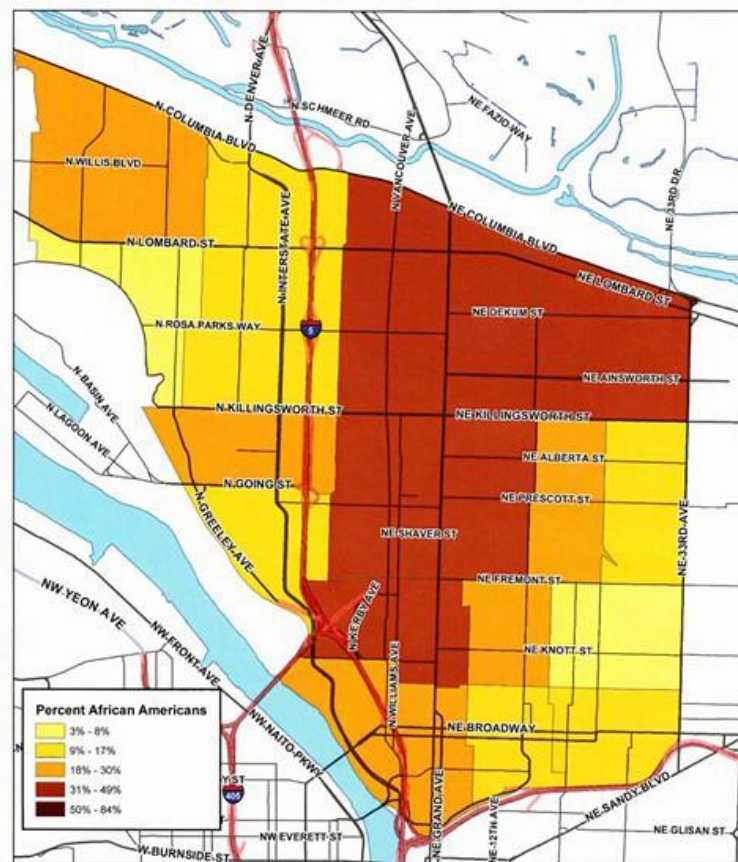 N DENVER AVE
N SCHMEER RD
N VANCOUVER AVE
NE FAZIO WAY
N COLUMBIA BLVD
NE 33RD DR
N WILLIS BLVD
N INTERSTATE AVE
NE COLUMBIA BLVD
N LOMBARD ST
NE LOMBARD ST
NE DEKUM ST
N ROSA PARKS WAY
5
NE AINSWORTH ST
N BASIN AVE
N KILLINGSWORTH ST
NE KILLINGSWORTH ST
N LAGOON AVE
NE ALBERTA ST
N GOING ST
NE PRESCOTT ST
N GREELEY AVE
NE SHAVER ST
NE 33RD AVE
NE FREMONT ST
NW YEON AVE
N KERBY AVE
NW FRONT AVE
NE KNOTT ST
N WILLIAMS AVE
Percent African Americans
3% - 8%
9% - 17%
18% - 30%
31% - 49%
50% - 84%
NW NAITO PKWY
NE BROADWAY
Y ST
405
NE GRAND AVE
NE 12TH AVE
NE SANDY BLVD
NW EVERETT ST
NE GLISAN ST
W BURNSIDE ST